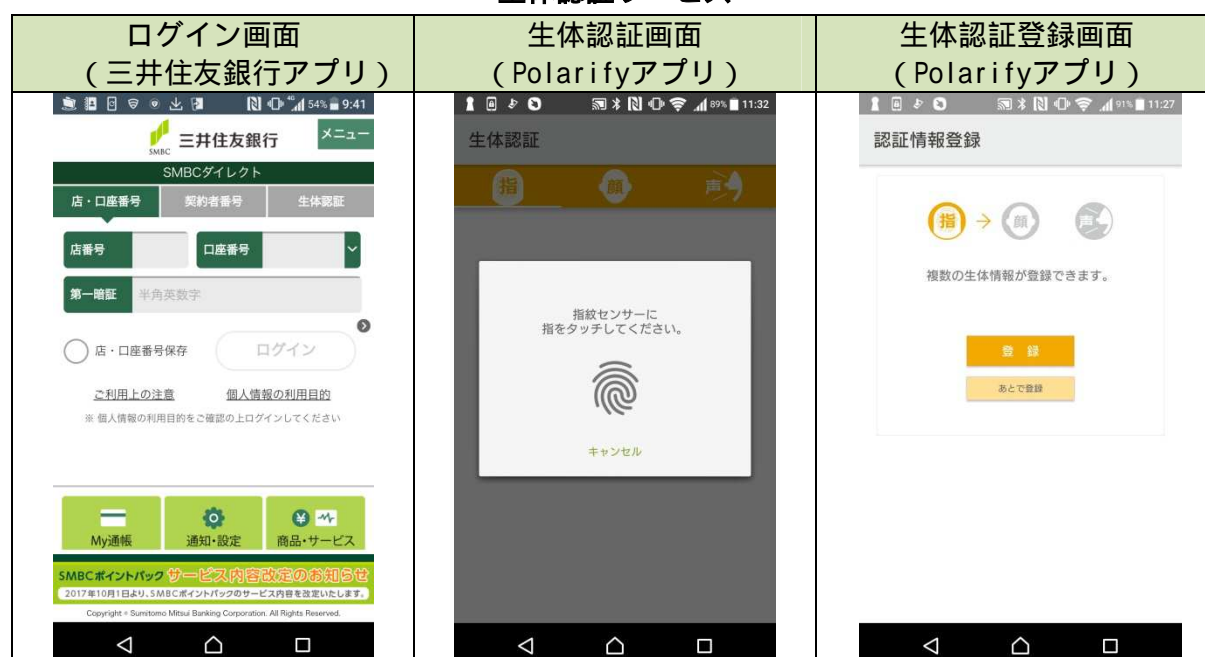 ログイン画面
(三井住友銀行アプリ)
54% 9:41
SMBC 三井住友銀行
メニュー
SMBCダイレクト
店・口座番号 契約者番号 生体認証
店番号 口座番号
第一暗証 半角英数字
店・口座番号保存 ログイン
ご利用上の注意 個人情報の利用目的
※ 個人情報の利用目的をご確認の上ログインしてください
My通帳 通知・設定 商品・サービス
SMBCポイントパック サービス内容改定のお知らせ
2017年10月1日より、SMBCポイントパックのサービス内容を改定いたします。
Copyright © Sumitomo Mitsui Banking Corporation. All Rights Reserved.
生体認証画面
(Polarifyアプリ)
89% 11:32
生体認証
指 顔 声
指紋センサーに
指をタッチしてください。
キャンセル
生体認証登録画面
(Polarifyアプリ)
91% 11:27
認証情報登録
指 → 顔 声
複数の生体情報が登録できます。
登 録
あとで登録